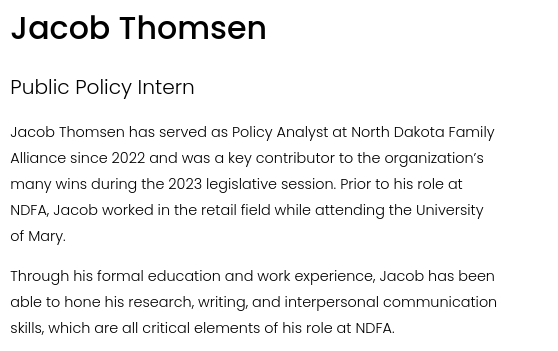 Jacob Thomsen
Public Policy Intern
Jacob Thomsen has served as Policy Analyst at North Dakota Family
Alliance since 2022 and was a key contributor to the organization’s
many wins during the 2023 legislative session. Prior to his role at
NDFA, Jacob worked in the retail field while attending the University
of Mary.
Through his formal education and work experience, Jacob has been
able to hone his research, writing, and interpersonal communication
skills, which are all critical elements of his role at NDFA.